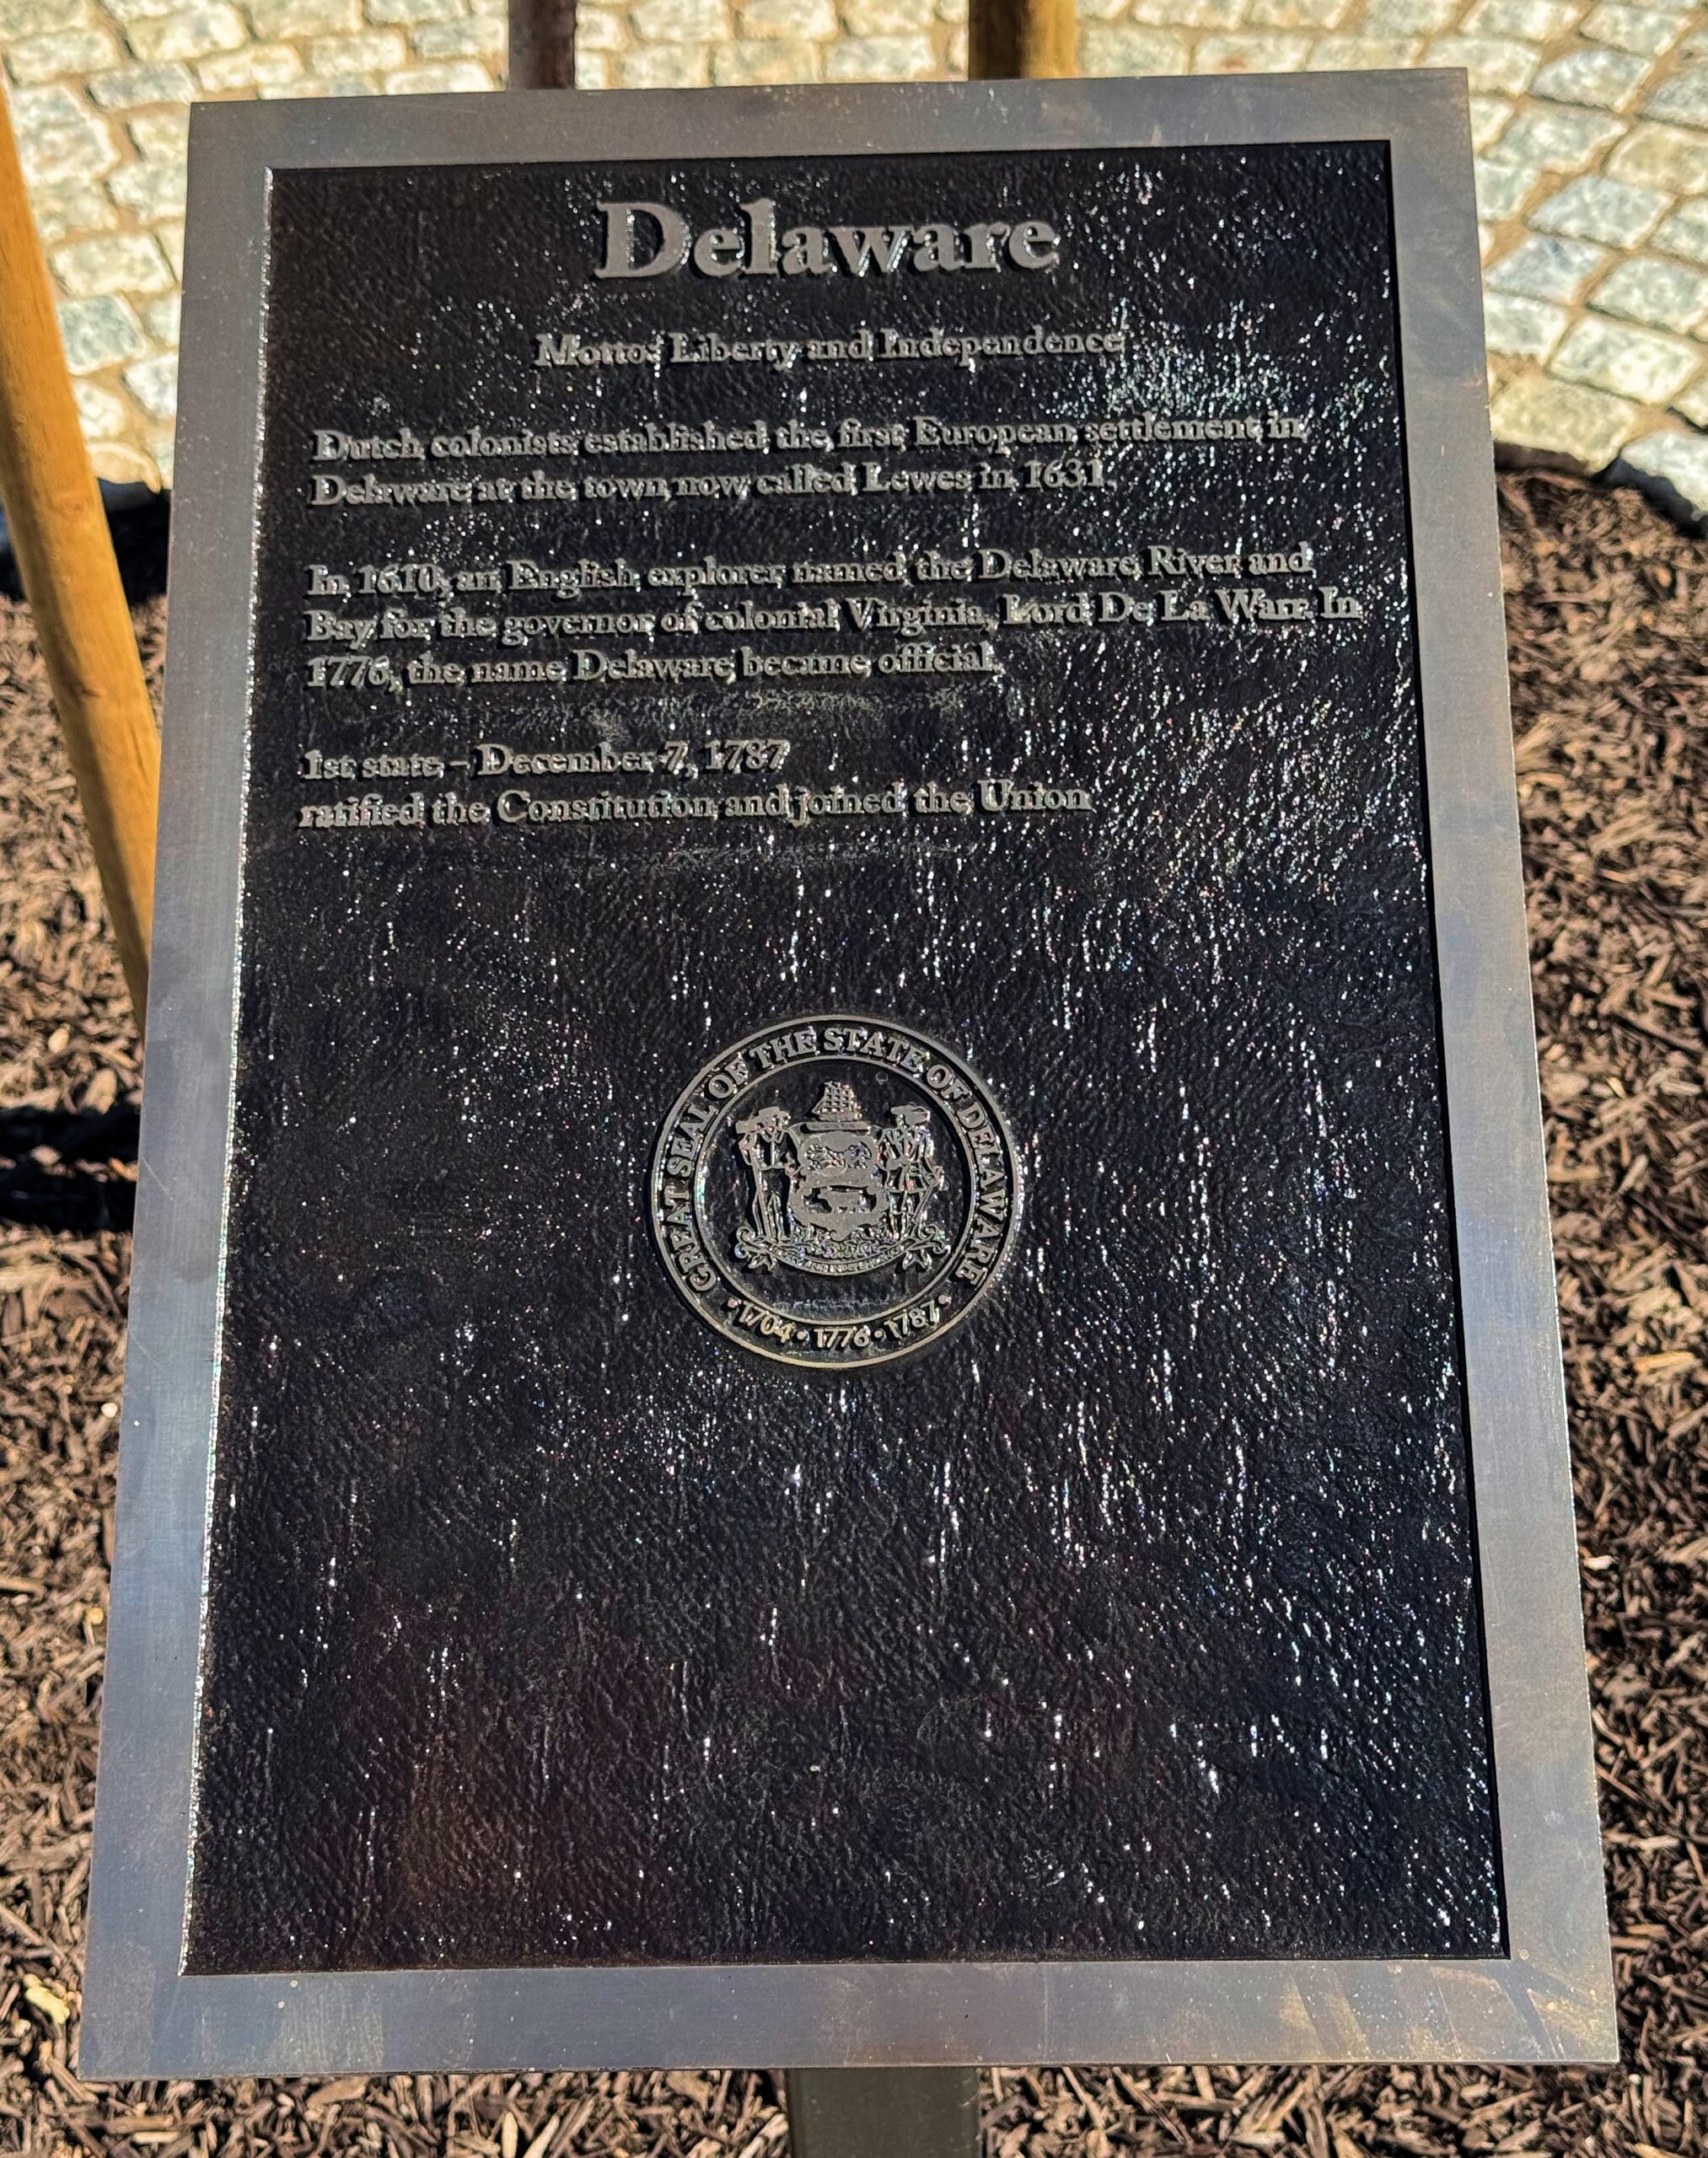 Delaware
Motto: Liberty and Independence
Dutch colonists established the first European settlement in
Delaware at the town now called Lewes in 1631.
In 1610, an English explorer named the Delaware River and
Bay for the governor of colonial Virginia, Lord De La Warr. In
1776, the name Delaware became official.
1st state – December 7, 1787
ratified the Constitution and joined the Union
GREAT SEAL OF THE STATE OF DELAWARE
• 1704 • 1776 • 1787 •